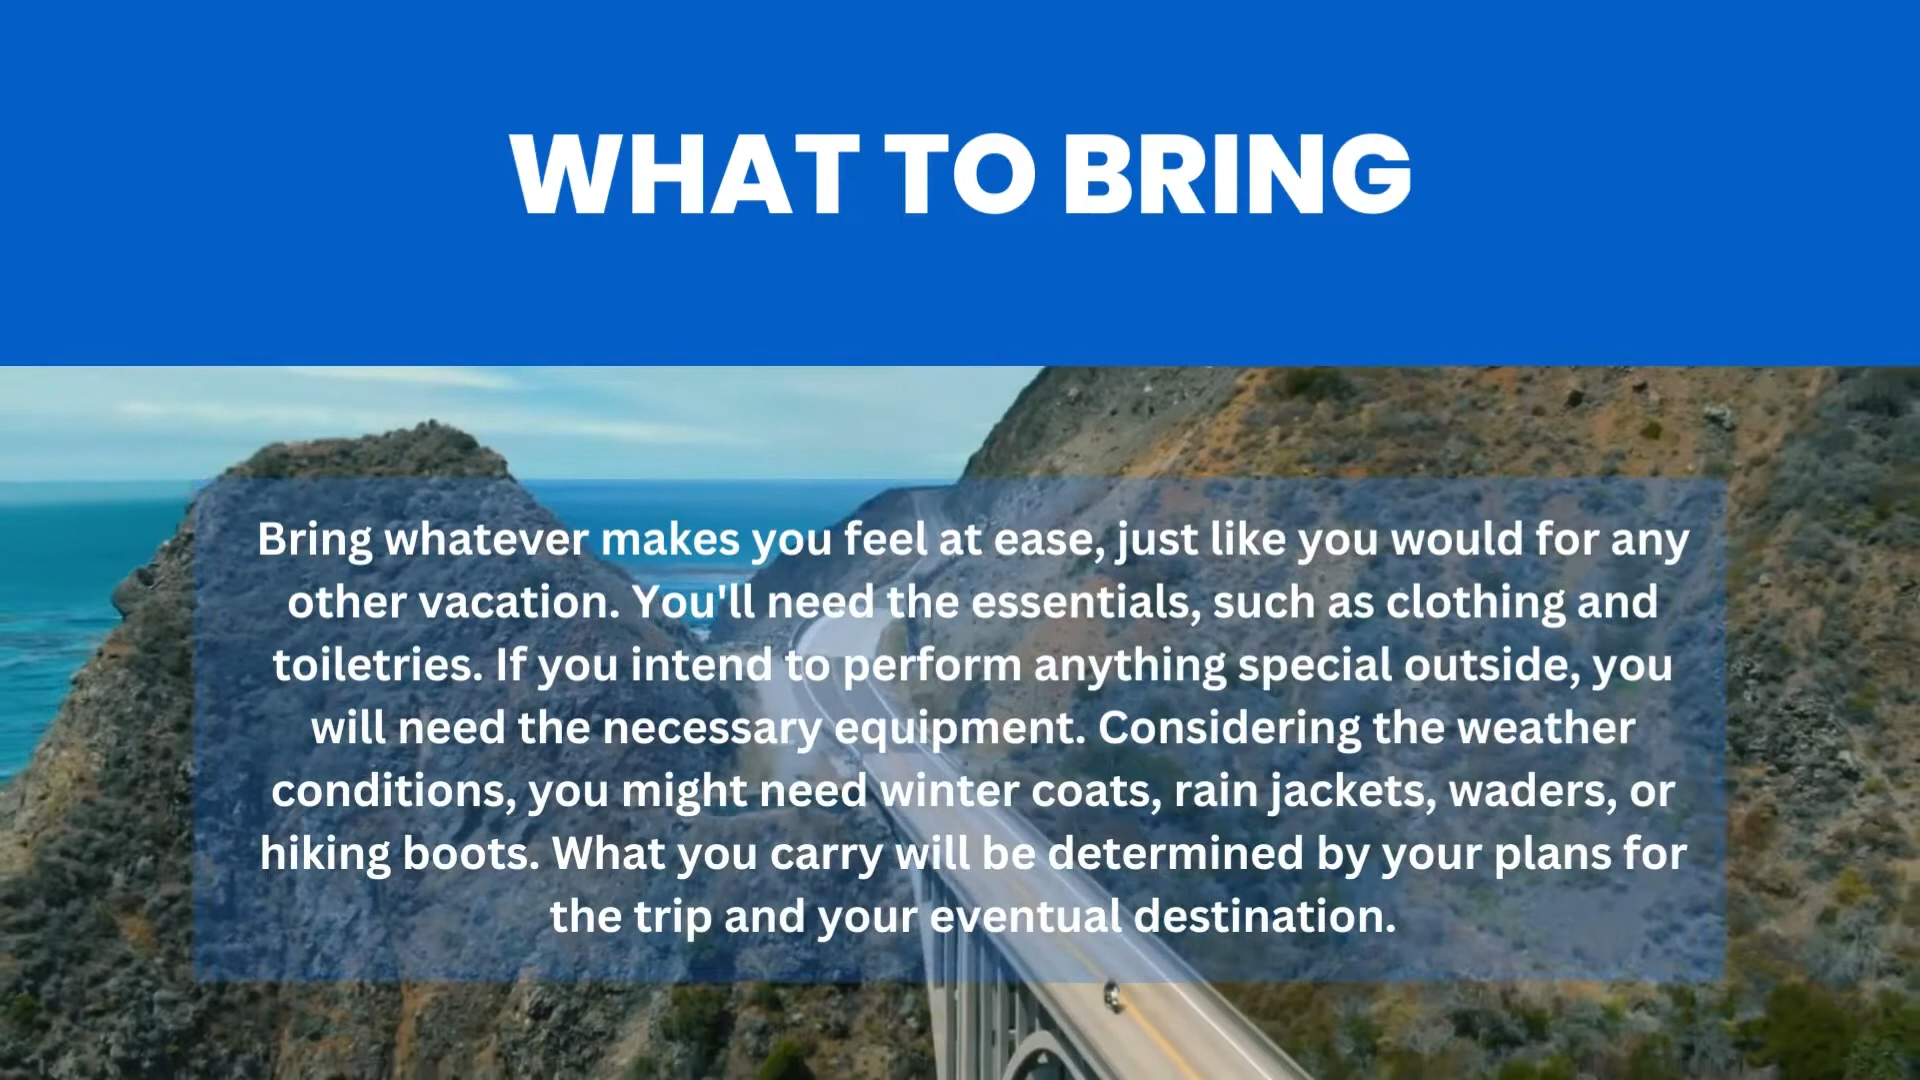 WHAT TO BRING
Bring whatever makes you feel at ease, just like you would for any
other vacation. You'll need the essentials, such as clothing and
toiletries. If you intend to perform anything special outside, you
will need the necessary equipment. Considering the weather
conditions, you might need winter coats, rain jackets, waders, or
hiking boots. What you carry will be determined by your plans for
the trip and your eventual destination.